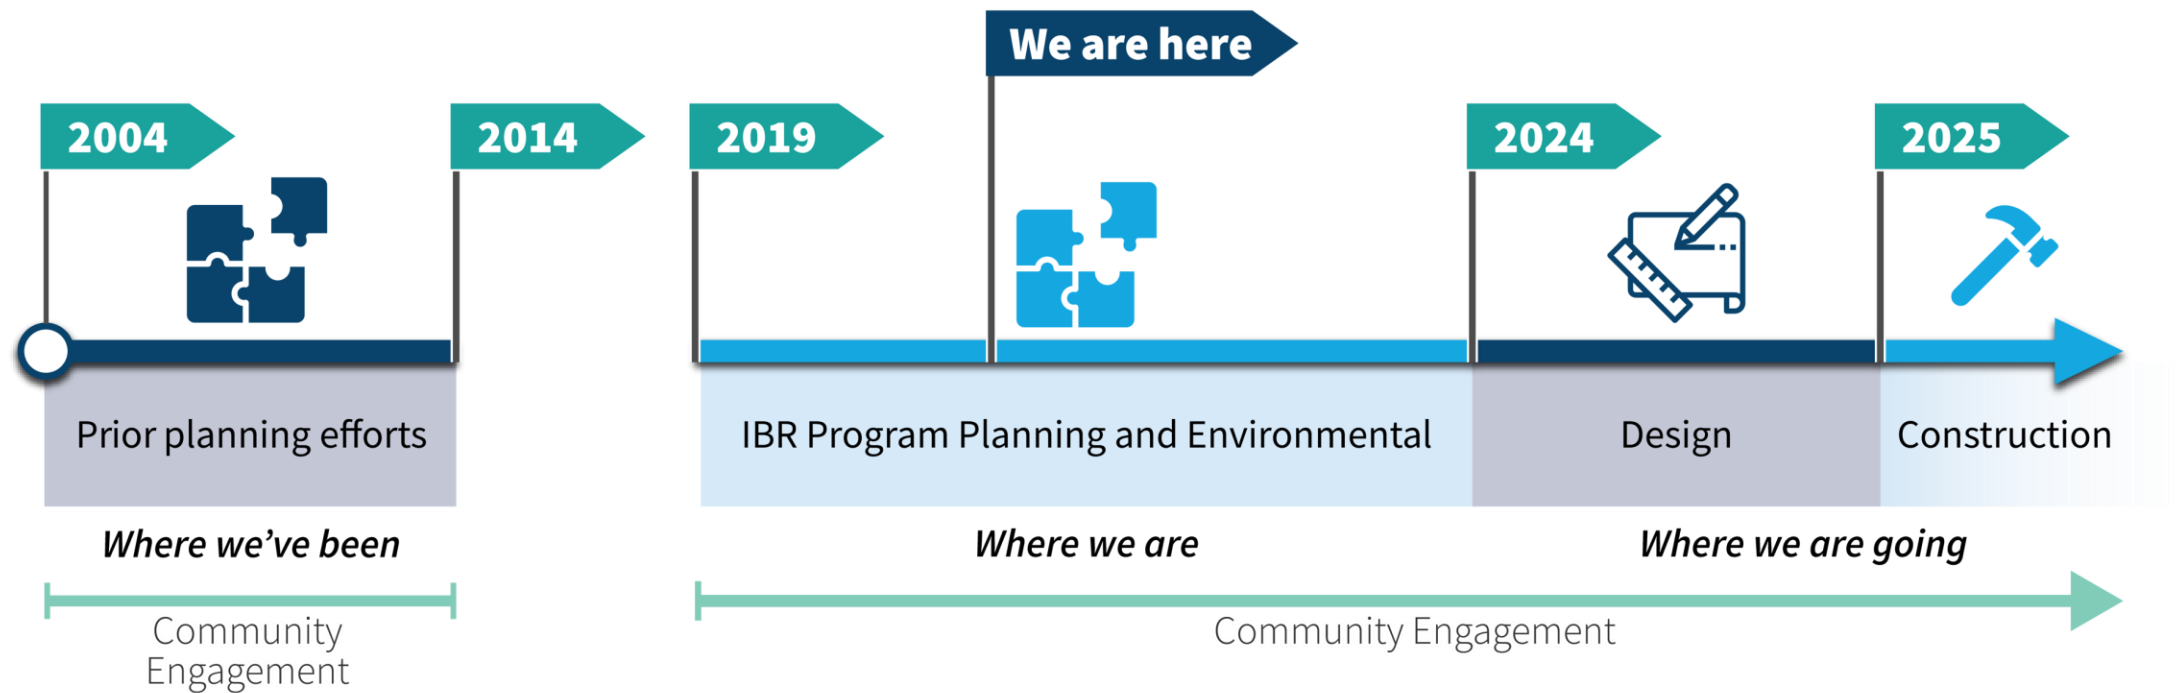 We are here
2004
2014
2019
2024
2025
Prior planning efforts
IBR Program Planning and Environmental
Design
Construction
Where we’ve been
Where we are
Where we are going
Community
Engagement
Community Engagement